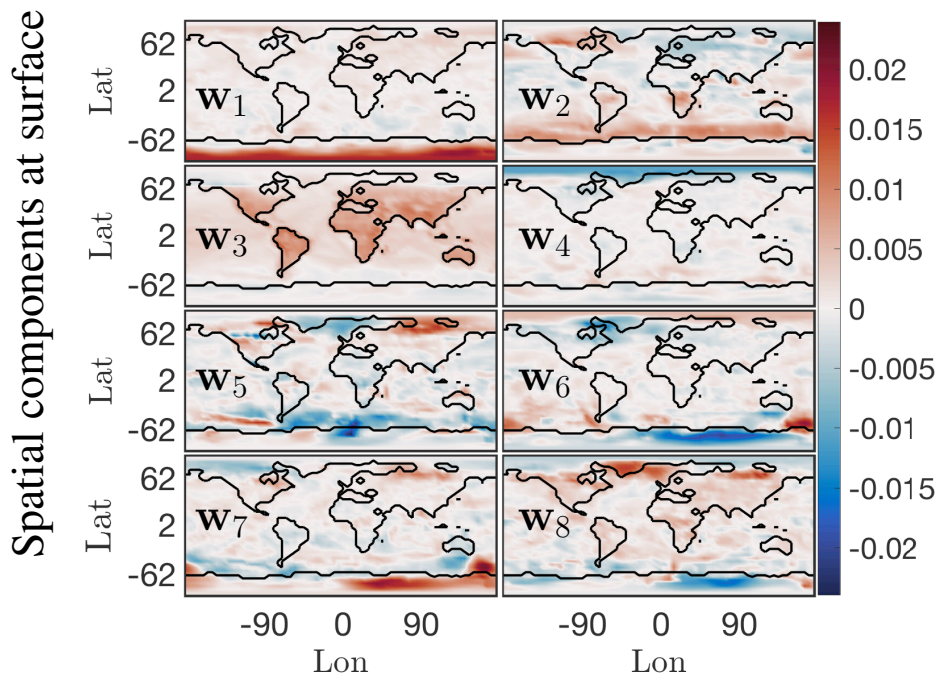 Spatial components at surface
Lat
62
2
-62
w1
w2
Lat
62
2
-62
w3
w4
Lat
62
2
-62
w5
w6
Lat
62
2
-62
w7
w8
-90
0
90
-90
0
90
Lon
Lon
0.02
0.015
0.01
0.005
0
-0.005
-0.01
-0.015
-0.02